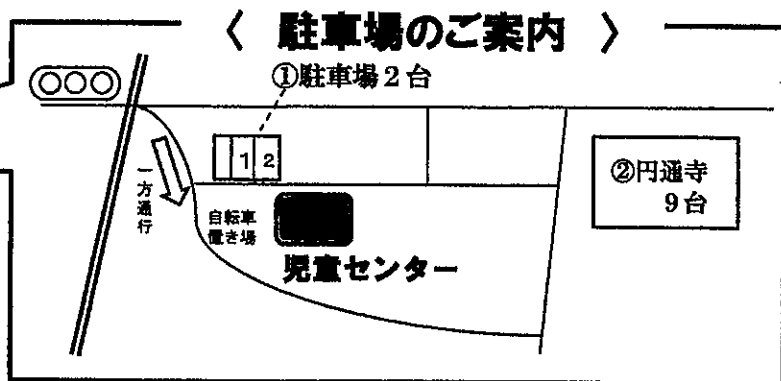 〈 駐車場のご案内 〉
①駐車場2台
1 2
一方通行
自転車
置き場
児童センター
②円通寺
9台